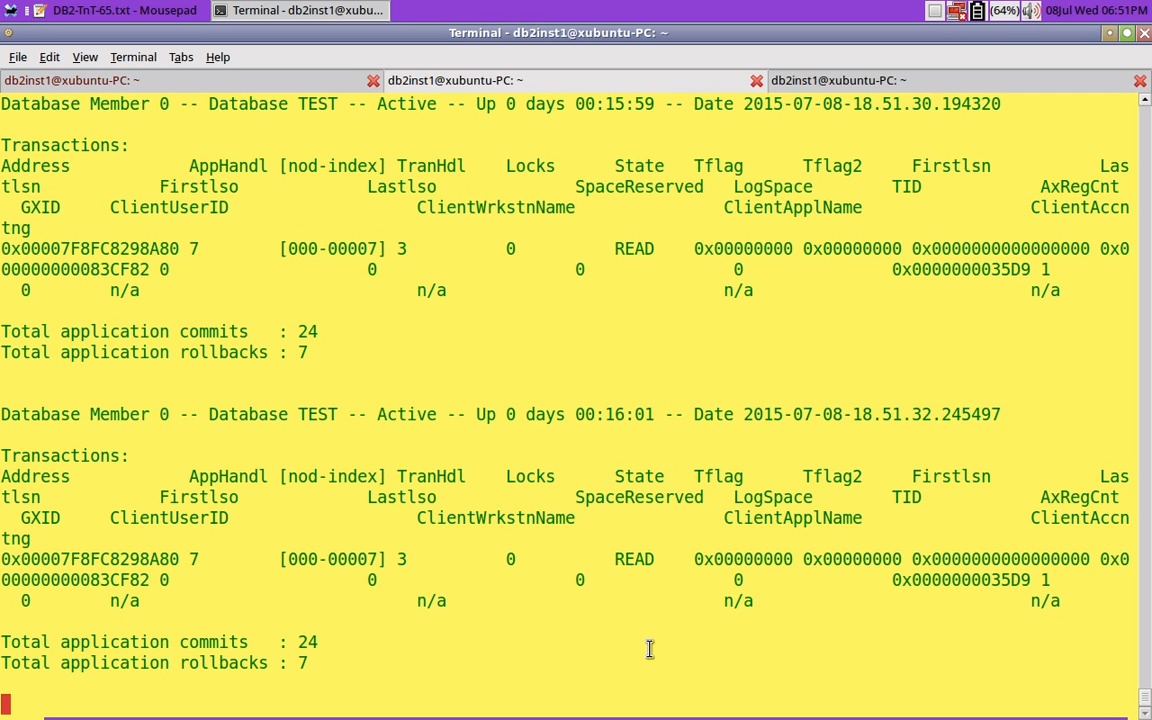 DB2-TnT-65.txt - Mousepad
Terminal - db2inst1@xubu...
(64%)
08Jul Wed 06:51PM
Terminal - db2inst1@xubuntu-PC: ~
File Edit View Terminal Tabs Help
db2inst1@xubuntu-PC: ~
db2inst1@xubuntu-PC: ~
db2inst1@xubuntu-PC: ~
Database Member 0 -- Database TEST -- Active -- Up 0 days 00:15:59 -- Date 2015-07-08-18.51.30.194320
Transactions:
Address AppHandl [nod-index] TranHdl Locks State Tflag Tflag2 Firstlsn Las
tlsn Firstlso Lastlso SpaceReserved LogSpace TID AxRegCnt
GXID ClientUserID ClientWrkstnName ClientApplName ClientAccn
tng
0x00007F8FC8298A80 7 [000-00007] 3 0 READ 0x00000000 0x00000000 0x0000000000000000 0x0
00000000083CF82 0 0 0 0 0x0000000035D9 1
0 n/a n/a n/a n/a
Total application commits : 24
Total application rollbacks : 7
Database Member 0 -- Database TEST -- Active -- Up 0 days 00:16:01 -- Date 2015-07-08-18.51.32.245497
Transactions:
Address AppHandl [nod-index] TranHdl Locks State Tflag Tflag2 Firstlsn Las
tlsn Firstlso Lastlso SpaceReserved LogSpace TID AxRegCnt
GXID ClientUserID ClientWrkstnName ClientApplName ClientAccn
tng
0x00007F8FC8298A80 7 [000-00007] 3 0 READ 0x00000000 0x00000000 0x0000000000000000 0x0
00000000083CF82 0 0 0 0 0x0000000035D9 1
0 n/a n/a n/a n/a
Total application commits : 24
Total application rollbacks : 7